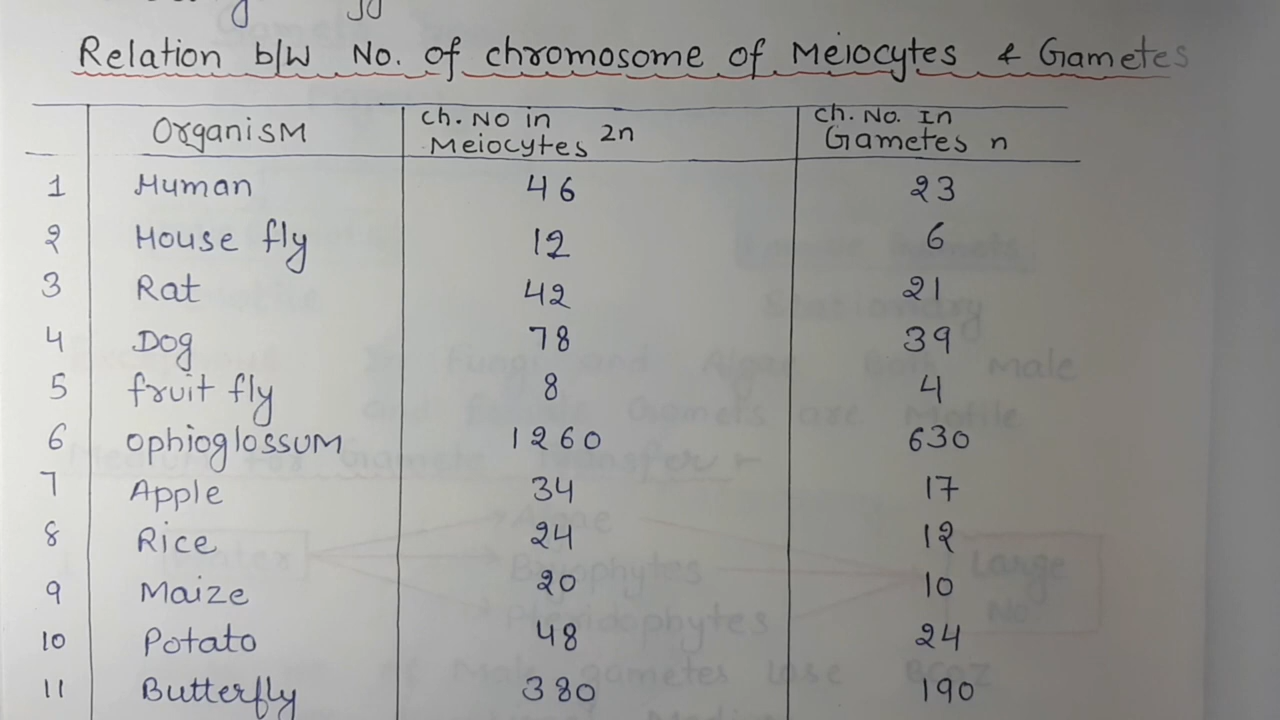 Relation b/w No. of chromosome of Meiocytes & Gametes
Organism Ch. No in Meiocytes 2n Ch. No. In Gametes n
1 Human 46 23
2 House fly 12 6
3 Rat 42 21
4 Dog 78 39
5 fruit fly 8 4
6 ophioglossum 1260 630
7 Apple 34 17
8 Rice 24 12
9 Maize 20 10
10 Potato 48 24
11 Butterfly 380 190